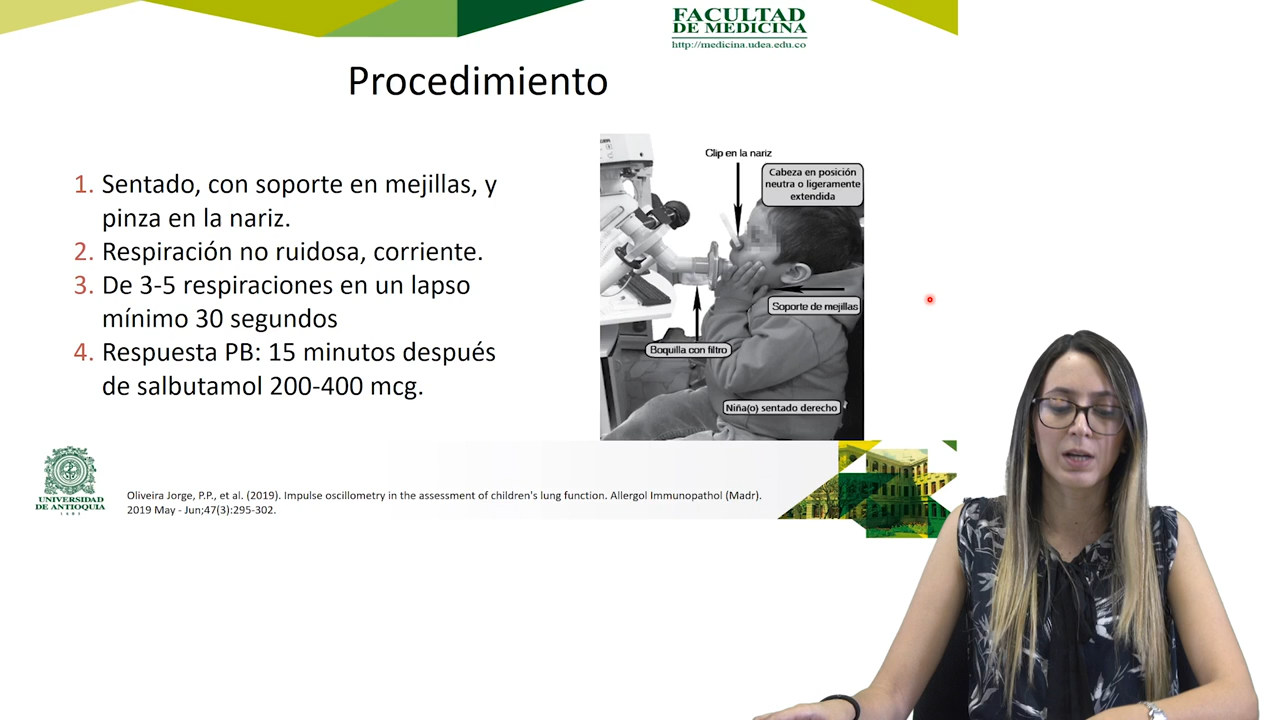 FACULTAD
DE MEDICINA
http://medicina.udea.edu.co
Procedimiento
1. Sentado, con soporte en mejillas, y
pinza en la nariz.
2. Respiración no ruidosa, corriente.
3. De 3-5 respiraciones en un lapso
mínimo 30 segundos
4. Respuesta PB: 15 minutos después
de salbutamol 200-400 mcg.
Clip en la nariz
Cabeza en posición
neutra o ligeramente
extendida
Soporte de mejillas
Boquilla con filtro
Niña(o) sentado derecho
UNIVERSIDAD
DE ANTIOQUIA
1803
Oliveira Jorge, P.P., et al. (2019). Impulse oscillometry in the assessment of children's lung function. Allergol Immunopathol (Madr).
2019 May - Jun;47(3):295-302.